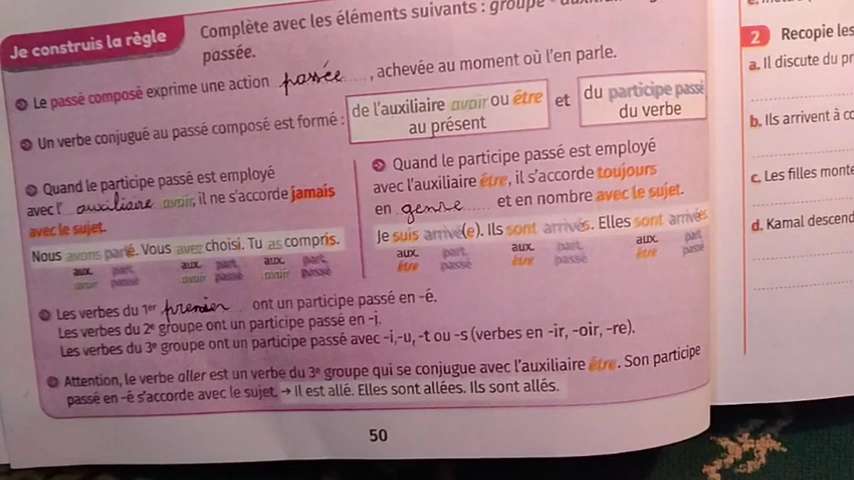 Je construis la règle
Complète avec les éléments suivants : groupe -
passée.
Le passé composé exprime une action passée ..... , achevée au moment où l'en parle.
Un verbe conjugué au passé composé est formé :
de l'auxiliaire avoir ou être
au présent
et
du participe passé
du verbe
Quand le participe passé est employé
avec l' auxiliaire avoir, il ne s'accorde jamais
avec le sujet.
Nous avons parlé. Vous avez choisi. Tu as compris.
aux. part. aux. part. aux. part.
avoir passé avoir passé avoir passé
Quand le participe passé est employé
avec l'auxiliaire être, il s'accorde toujours
en genre ....... et en nombre avec le sujet.
Je suis arrivé(e). Ils sont arrivés. Elles sont arrivées
aux. part. aux. part. aux. part.
être passé être passé être passé
Les verbes du 1er premier ont un participe passé en -é.
Les verbes du 2e groupe ont un participe passé en -i.
Les verbes du 3e groupe ont un participe passé avec -i,-u, -t ou -s (verbes en -ir, -oir, -re).
Attention, le verbe aller est un verbe du 3e groupe qui se conjugue avec l'auxiliaire être. Son participe
passé en -é s'accorde avec le sujet. → Il est allé. Elles sont allées. Ils sont allés.
50
2 Recopie les
a. Il discute du
b. Ils arrivent à
c. Les filles
d. Kamal